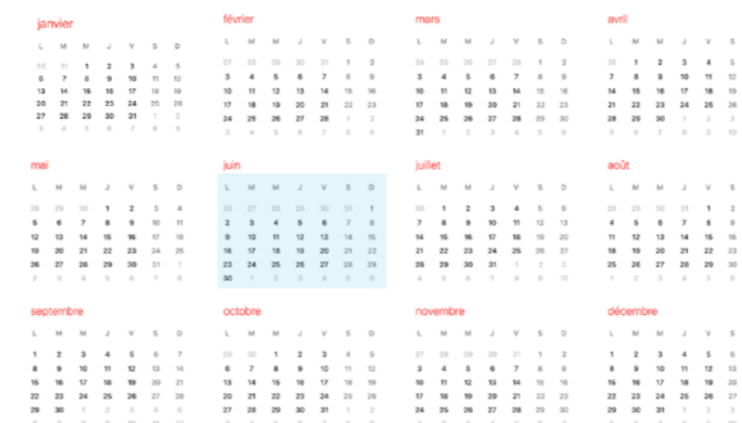 janvier
L M M J V S D
30 31 1 2 3 4 5
6 7 8 9 10 11 12
13 14 15 16 17 18 19
20 21 22 23 24 25 26
27 28 29 30 31 1 2
3 4 5 6 7 8 9
février
L M M J V S D
27 28 29 30 31 1 2
3 4 5 6 7 8 9
10 11 12 13 14 15 16
17 18 19 20 21 22 23
24 25 26 27 28 1 2
3 4 5 6 7 8 9
mars
L M M J V S D
24 25 26 27 28 1 2
3 4 5 6 7 8 9
10 11 12 13 14 15 16
17 18 19 20 21 22 23
24 25 26 27 28 29 30
31 1 2 3 4 5 6
avril
L M M J V S
31 1 2 3 4 5
7 8 9 10 11 12
14 15 16 17 18 19
21 22 23 24 25 26
28 29 30 1 2 3
5 6 7 8 9 10
mai
L M M J V S D
28 29 30 1 2 3 4
5 6 7 8 9 10 11
12 13 14 15 16 17 18
19 20 21 22 23 24 25
26 27 28 29 30 31 1
2 3 4 5 6 7 8
juin
L M M J V S D
26 27 28 29 30 31 1
2 3 4 5 6 7 8
9 10 11 12 13 14 15
16 17 18 19 20 21 22
23 24 25 26 27 28 29
30 1 2 3 4 5 6
juillet
L M M J V S D
30 1 2 3 4 5 6
7 8 9 10 11 12 13
14 15 16 17 18 19 20
21 22 23 24 25 26 27
28 29 30 31 1 2 3
4 5 6 7 8 9 10
août
L M M J V S
28 29 30 31 1 2
4 5 6 7 8 9
11 12 13 14 15 16
18 19 20 21 22 23
25 26 27 28 29 30
1 2 3 4 5 6
septembre
L M M J V S D
1 2 3 4 5 6 7
8 9 10 11 12 13 14
15 16 17 18 19 20 21
22 23 24 25 26 27 28
29 30 1 2 3 4 5
octobre
L M M J V S D
29 30 1 2 3 4 5
6 7 8 9 10 11 12
13 14 15 16 17 18 19
20 21 22 23 24 25 26
27 28 29 30 31 1 2
novembre
L M M J V S D
27 28 29 30 31 1 2
3 4 5 6 7 8 9
10 11 12 13 14 15 16
17 18 19 20 21 22 23
24 25 26 27 28 29 30
décembre
L M M J V S
1 2 3 4 5 6
8 9 10 11 12 13
15 16 17 18 19 20
22 23 24 25 26 27
29 30 31 1 2 3